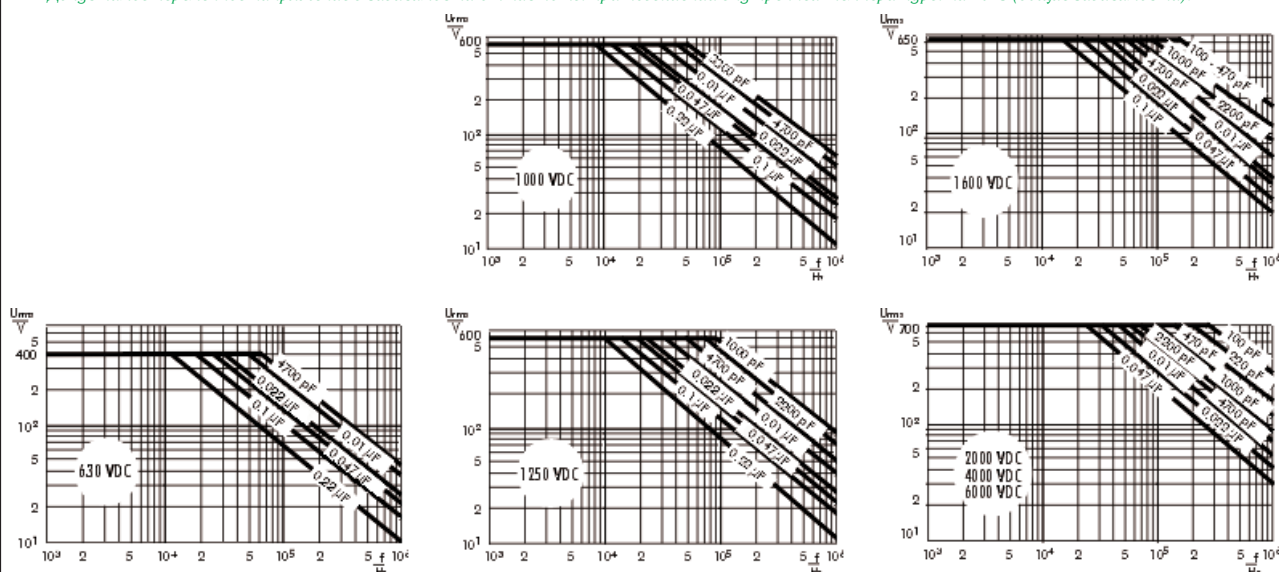 Urms
V
600
5
2
10²
5
2
10¹
10³ 2 5 10⁴ 2 5 10⁵ 2 5 10⁶
f
3300 pF
0.01 µF
0.047 µF
0.22 µF
4700 pF
0.022 µF
0.1 µF
1000 VDC
Urms
V
650
5
2
10²
5
2
10¹
10³ 2 5 10⁴ 2 5 10⁵ 2 5 10⁶
f
100 - 470 pF
1000 pF
4700 pF
0.022 µF
0.1 µF
2200 pF
0.01 µF
0.047 µF
1600 VDC
Urms
V
5
400
2
10²
5
2
10¹
10³ 2 5 10⁴ 2 5 10⁵ 2 5 10⁶
f
4700 pF
0.022 µF
0.1 µF
0.01 µF
0.047 µF
0.22 µF
630 VDC
Urms
V
600
5
2
10²
5
2
10¹
10³ 2 5 10⁴ 2 5 10⁵ 2 5 10⁶
f
1000 pF
4700 pF
0.022 µF
0.1 µF
2200 pF
0.01 µF
0.047 µF
0.22 µF
1250 VDC
Urms
V
700
5
2
10²
5
2
10¹
10³ 2 5 10⁴ 2 5 10⁵ 2 5 10⁶
f
100 pF
470 pF
2200 pF
0.01 µF
0.047 µF
220 pF
1000 pF
4700 pF
0.022 µF
2000 VDC
4000 VDC
6000 VDC